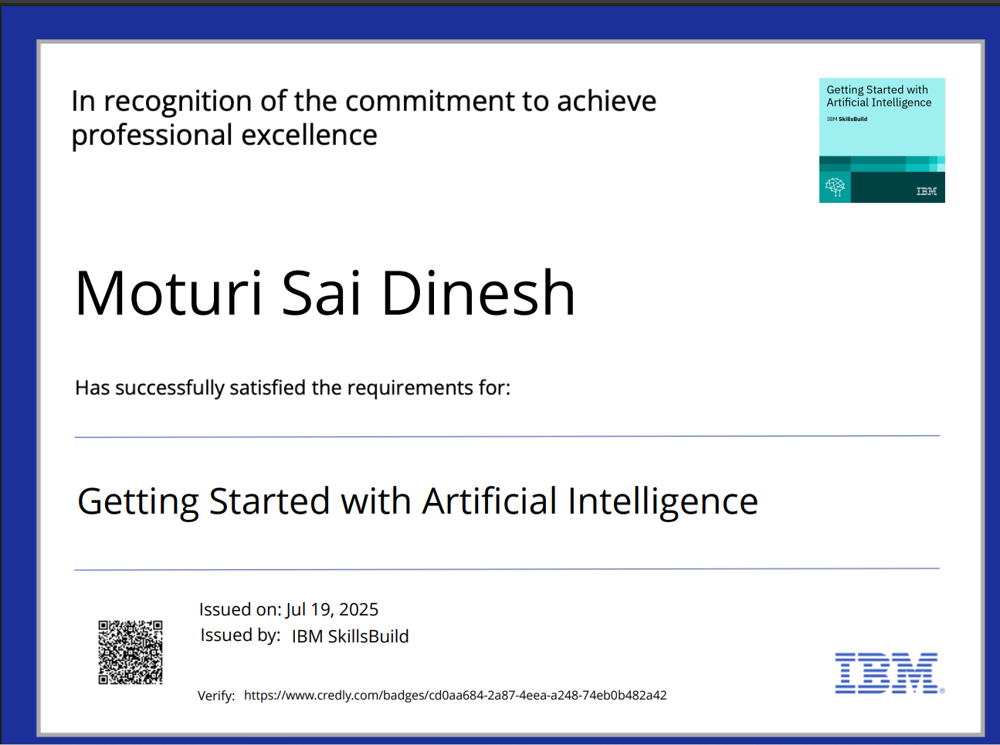 In recognition of the commitment to achieve
professional excellence
Getting Started with
Artificial Intelligence
IBM SkillsBuild
IBM
Moturi Sai Dinesh
Has successfully satisfied the requirements for:
Getting Started with Artificial Intelligence
Issued on: Jul 19, 2025
Issued by: IBM SkillsBuild
Verify: https://www.credly.com/badges/cd0aa684-2a87-4eea-a248-74eb0b482a42
IBM®